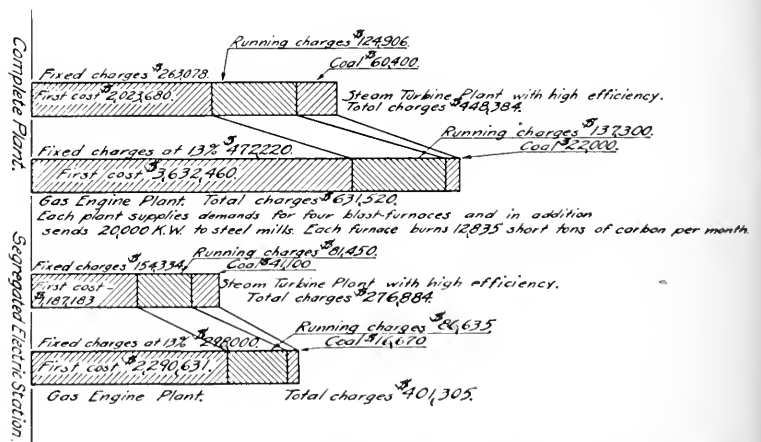 Complete Plant.
Running charges $124,906.
Coal $60,400.
Fixed charges $263,078.
First cost $2,023,680.
Steam Turbine Plant with high efficiency.
Total charges $448,384.
Running charges $137,300.
Coal $22,000.
Fixed charges at 13% $472,220.
First cost $3,632,460.
Gas Engine Plant. Total charges $631,520.
Each plant supplies demands for four blast-furnaces and in addition
sends 20,000 K.W. to steel mills. Each furnace burns 12,835 short tons of carbon per month.
Segregated Electric Station.
Running charges $81,450.
Fixed charges $154,334,
Coal $41,100
First cost-
$1,187,183
Steam Turbine Plant with high efficiency.
Total charges $276,884
Running charges $86,635.
Coal $16,670
Fixed charges at 13% $298,000.
First cost $2,290,631.
Gas Engine Plant. Total charges $401,305.